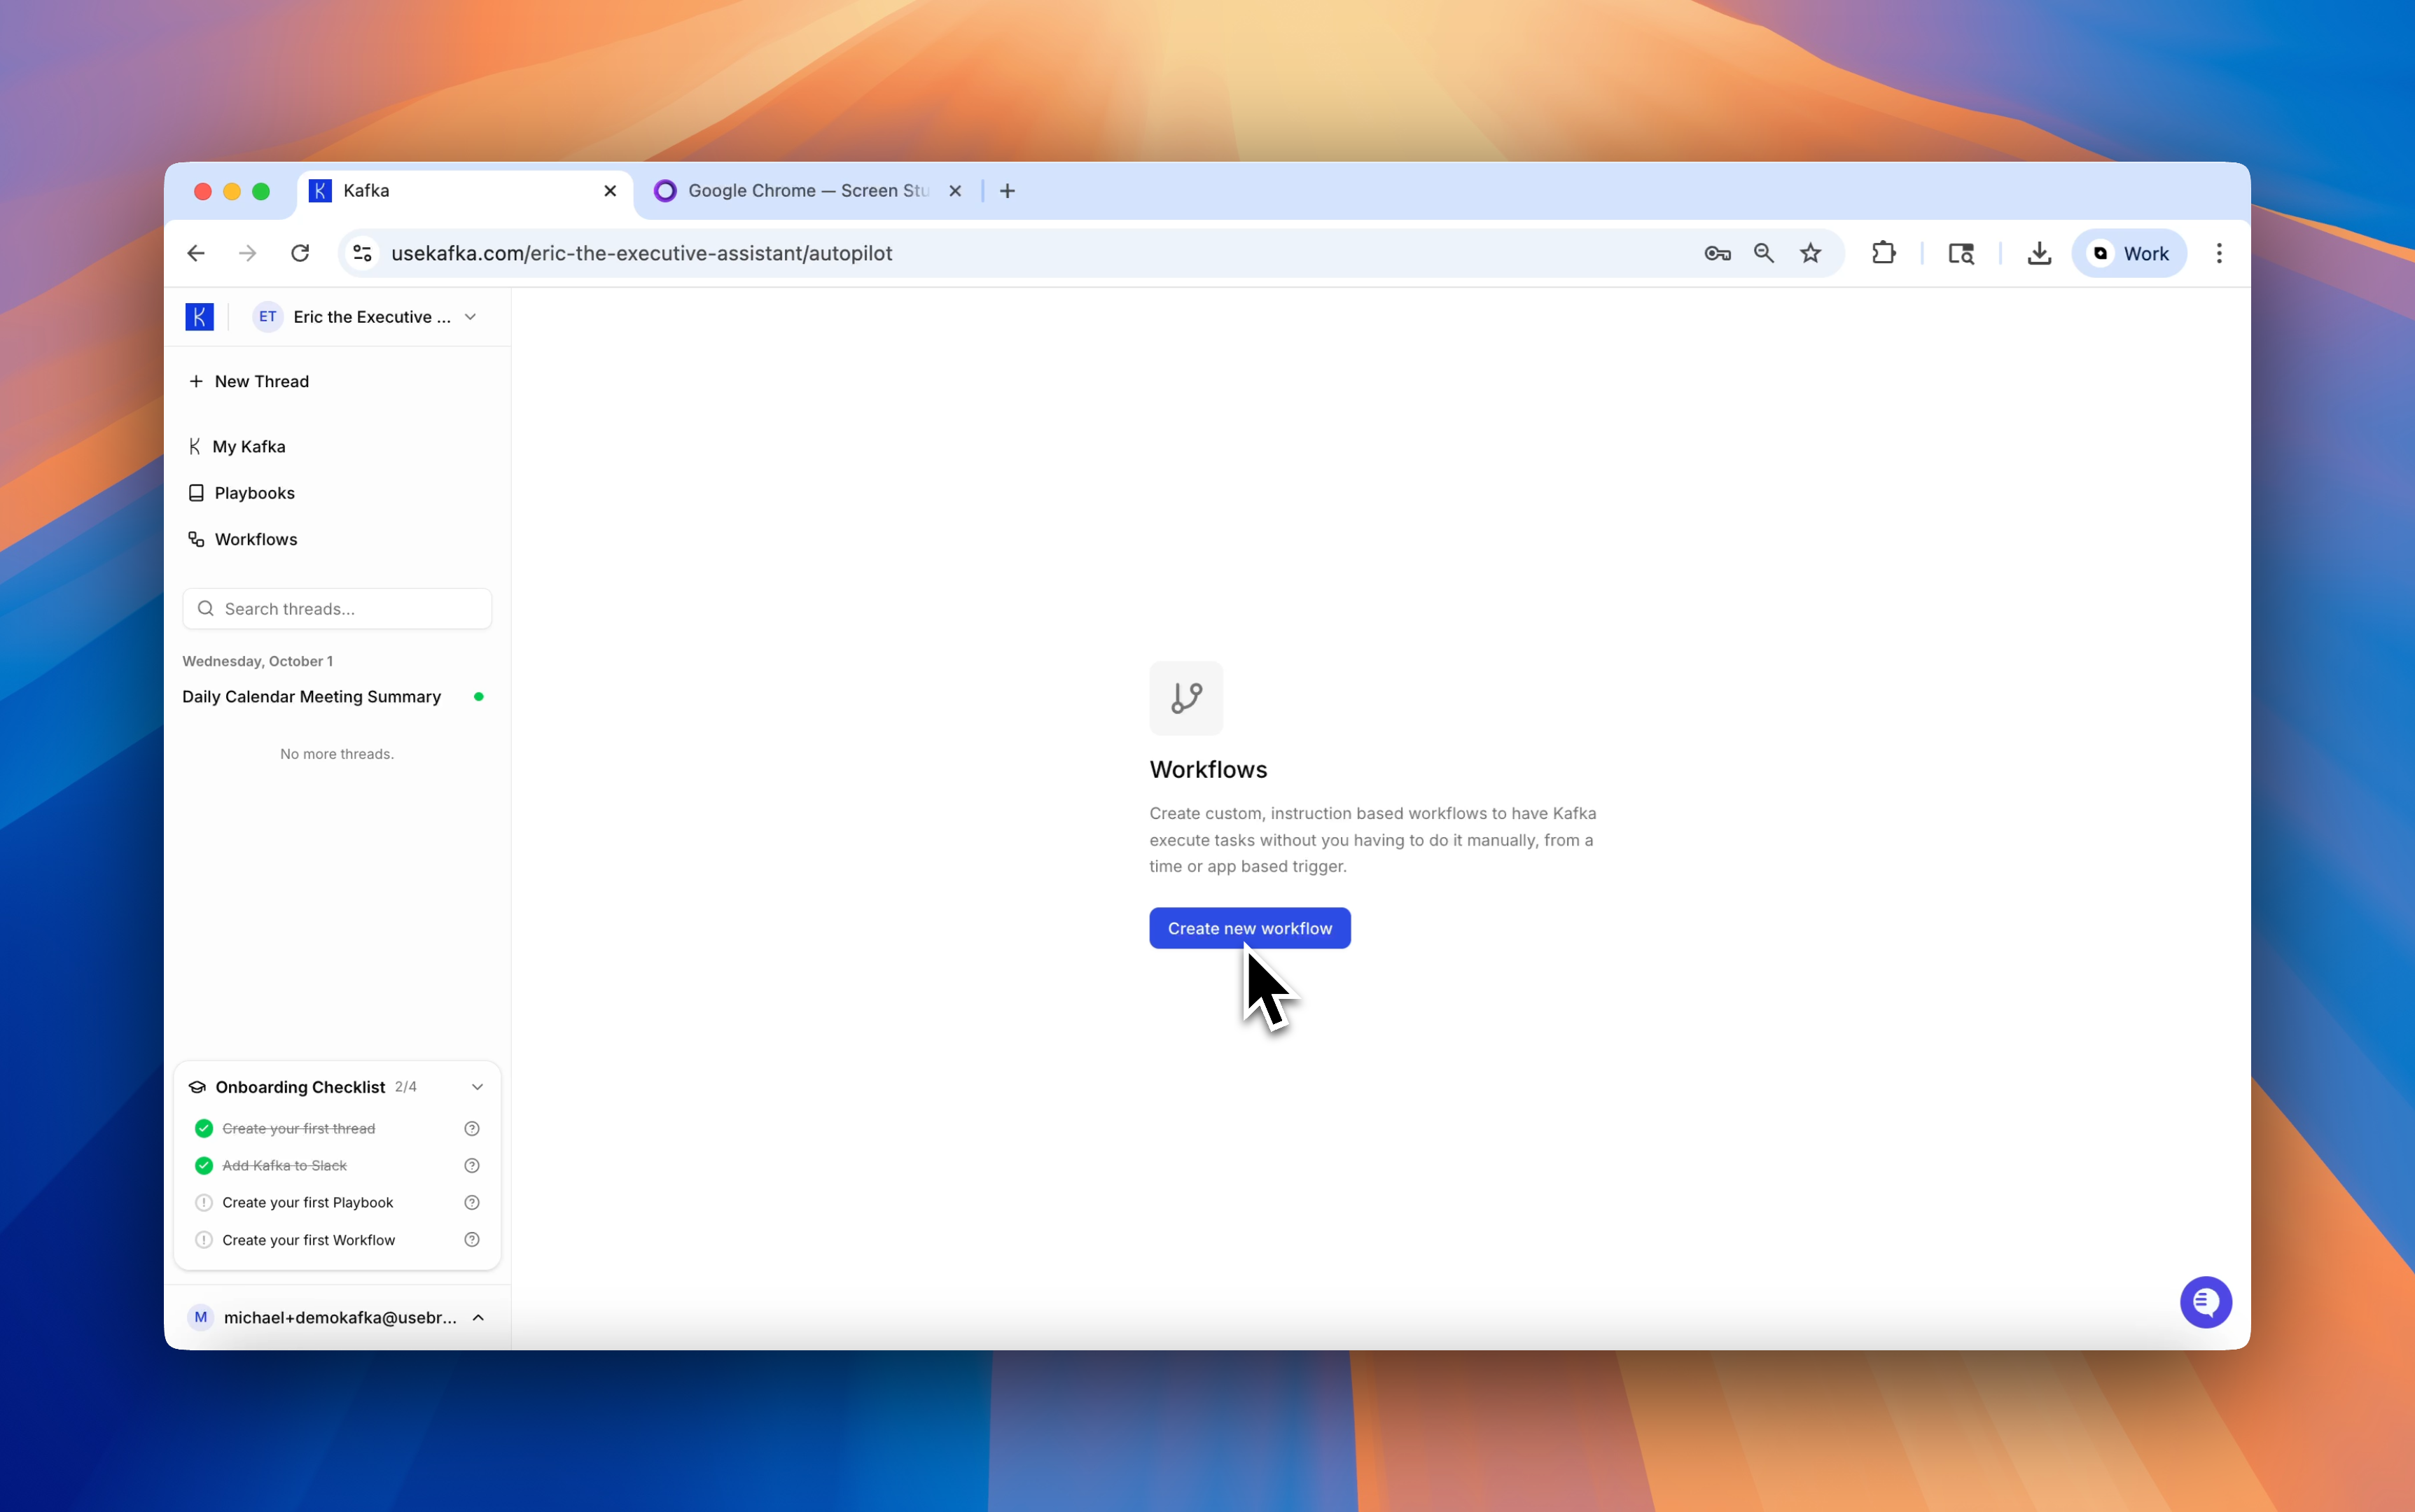 Kafka
Google Chrome — Screen Stu
usekafka.com/eric-the-executive-assistant/autopilot
Work
ET
Eric the Executive ...
New Thread
My Kafka
Playbooks
Workflows
Search threads...
Wednesday, October 1
Daily Calendar Meeting Summary
No more threads.
Workflows
Create custom, instruction based workflows to have Kafka
execute tasks without you having to do it manually, from a
time or app based trigger.
Create new workflow
Onboarding Checklist 2/4
Create your first thread
Add Kafka to Slack
Create your first Playbook
Create your first Workflow
M
michael+demokafka@usebr...